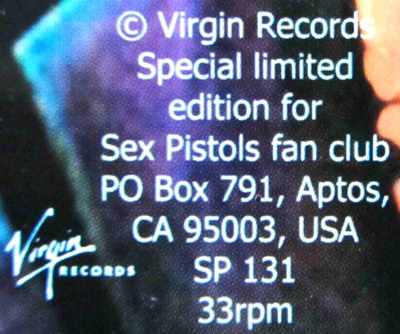 © Virgin Records
Special limited
edition for
Sex Pistols fan club
PO Box 791, Aptos,
CA 95003, USA
SP 131
33rpm
Virgin
RECORDS